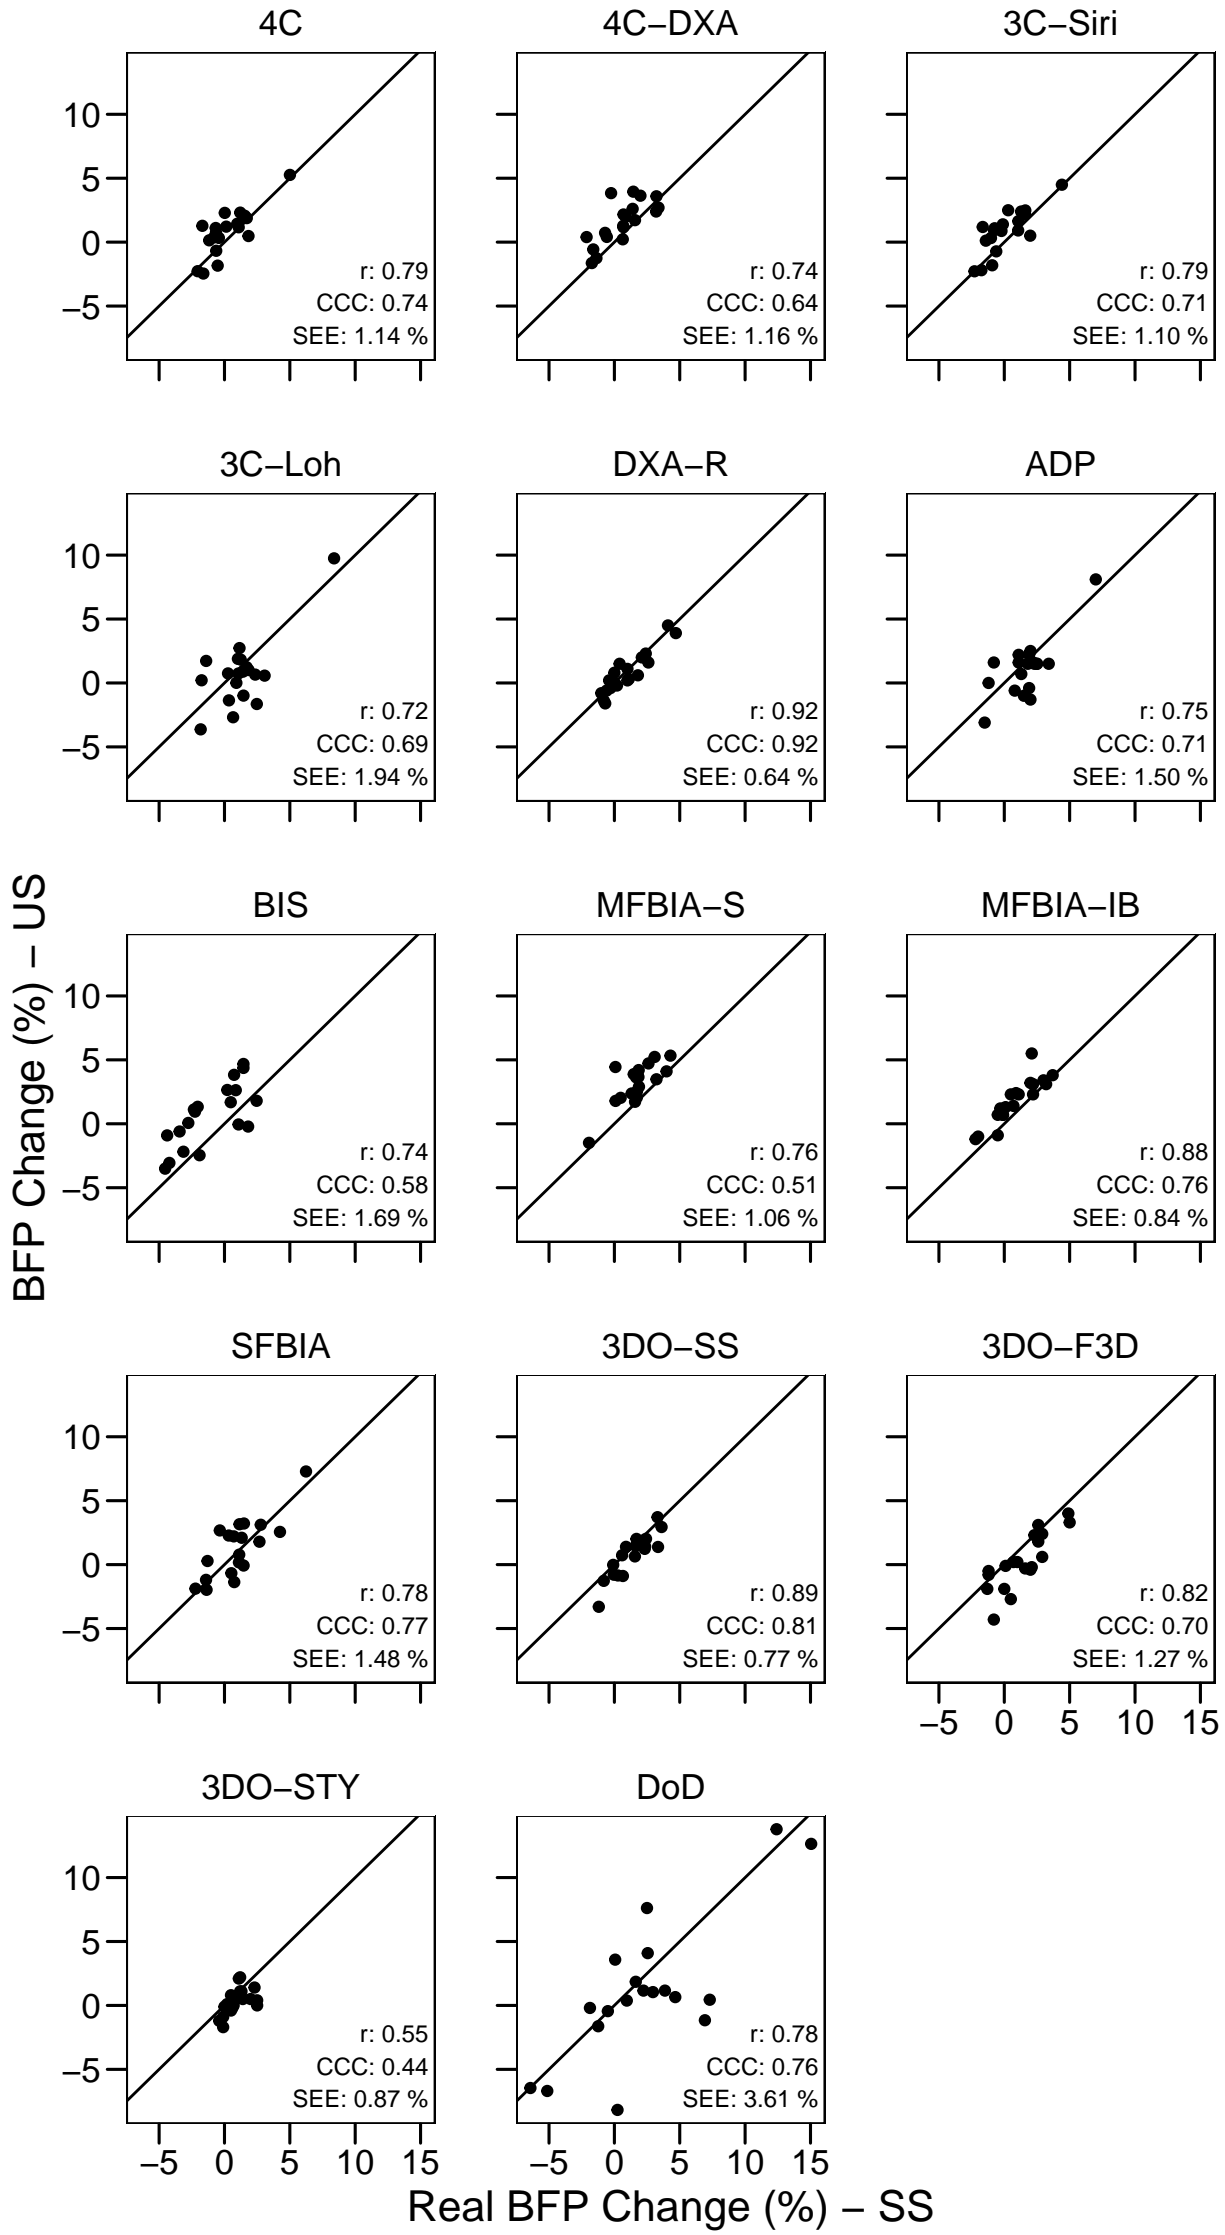 4C
4C−DXA
3C−Siri
10
5
0
−5
r: 0.79
CCC: 0.74
SEE: 1.14 %
r: 0.74
CCC: 0.64
SEE: 1.16 %
r: 0.79
CCC: 0.71
SEE: 1.10 %
3C−Loh
DXA−R
ADP
10
5
0
−5
r: 0.72
CCC: 0.69
SEE: 1.94 %
r: 0.92
CCC: 0.92
SEE: 0.64 %
r: 0.75
CCC: 0.71
SEE: 1.50 %
BFP Change (%) − US
BIS
MFBIA−S
MFBIA−IB
10
5
0
−5
r: 0.74
CCC: 0.58
SEE: 1.69 %
r: 0.76
CCC: 0.51
SEE: 1.06 %
r: 0.88
CCC: 0.76
SEE: 0.84 %
SFBIA
3DO−SS
3DO−F3D
10
5
0
−5
r: 0.78
CCC: 0.77
SEE: 1.48 %
r: 0.89
CCC: 0.81
SEE: 0.77 %
r: 0.82
CCC: 0.70
SEE: 1.27 %
−5 0 5 10 15
3DO−STY
DoD
10
5
0
−5
r: 0.55
CCC: 0.44
SEE: 0.87 %
r: 0.78
CCC: 0.76
SEE: 3.61 %
−5 0 5 10 15
−5 0 5 10 15
Real BFP Change (%) − SS